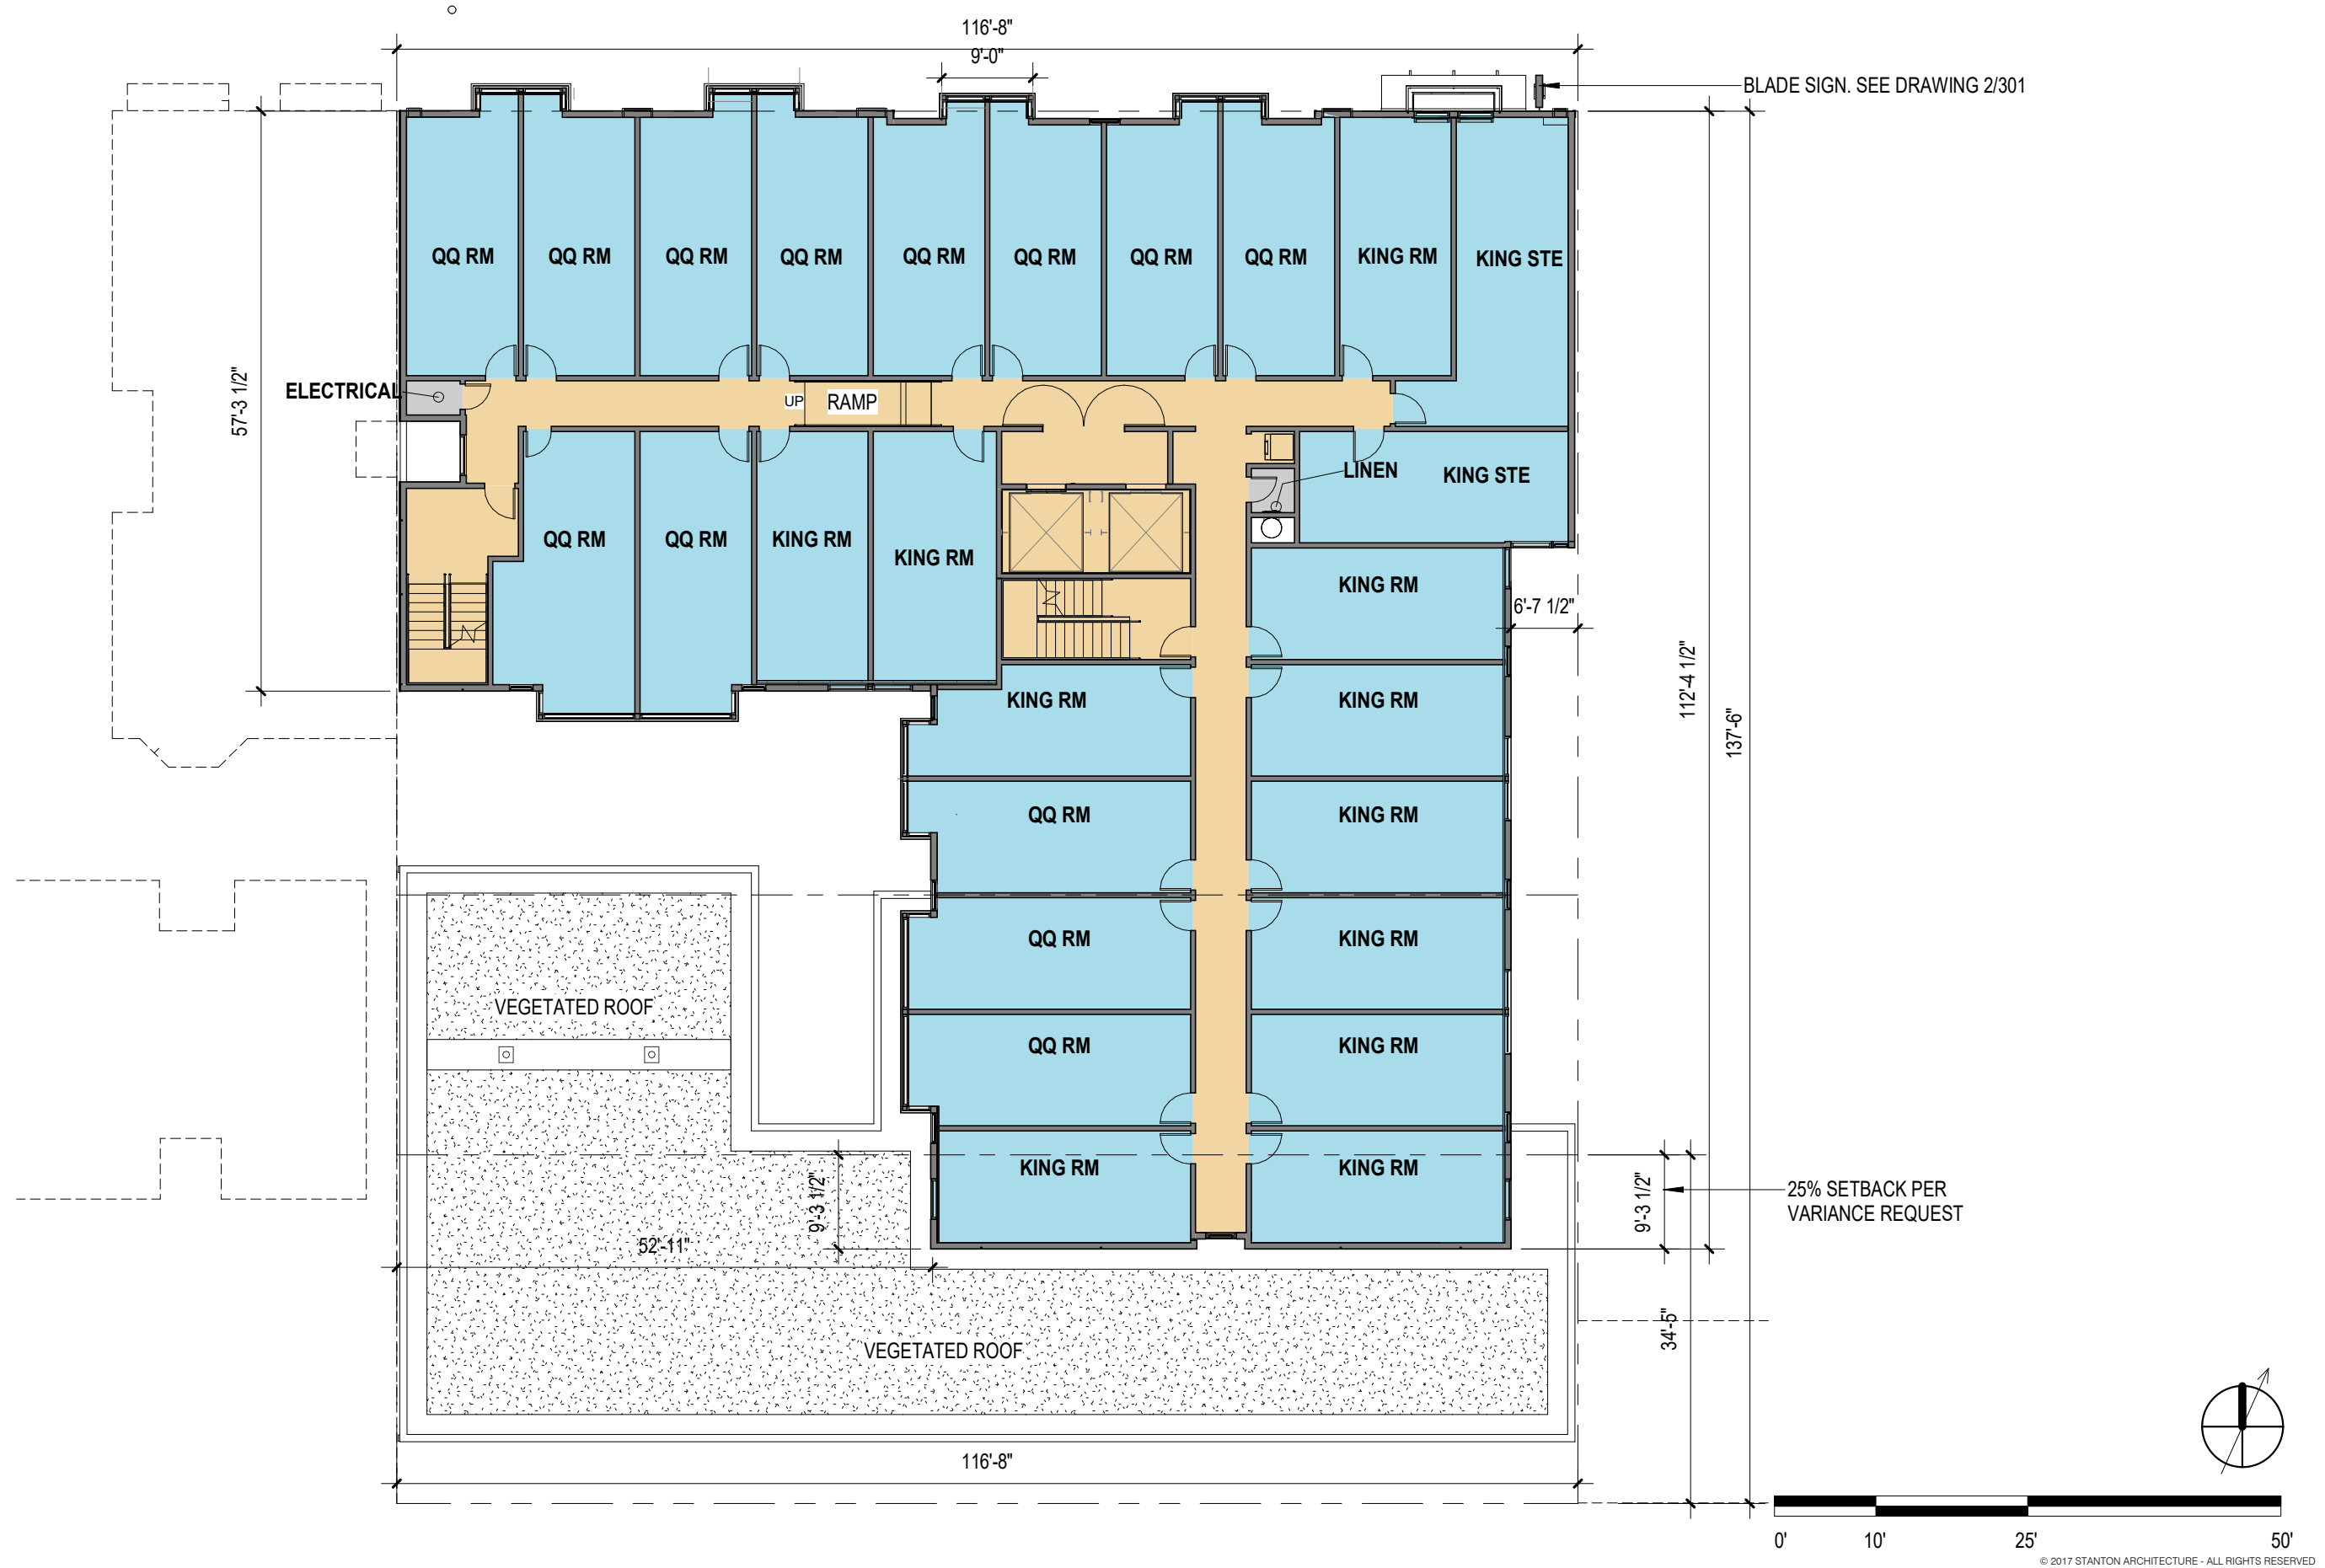 116'-8"
9'-0"
BLADE SIGN. SEE DRAWING 2/301
QQ RM
QQ RM
QQ RM
QQ RM
QQ RM
QQ RM
QQ RM
QQ RM
KING RM
KING STE
57'-3 1/2"
ELECTRICAL
UP
RAMP
LINEN
KING STE
QQ RM
QQ RM
KING RM
KING RM
KING RM
6'-7 1/2"
112'-4 1/2"
137'-6"
KING RM
KING RM
QQ RM
KING RM
QQ RM
KING RM
VEGETATED ROOF
QQ RM
KING RM
KING RM
KING RM
9'-3 1/2"
9'-3 1/2"
25% SETBACK PER
VARIANCE REQUEST
52'-11"
34'-5"
VEGETATED ROOF
116'-8"
0'
10'
25'
50'
© 2017 STANTON ARCHITECTURE - ALL RIGHTS RESERVED